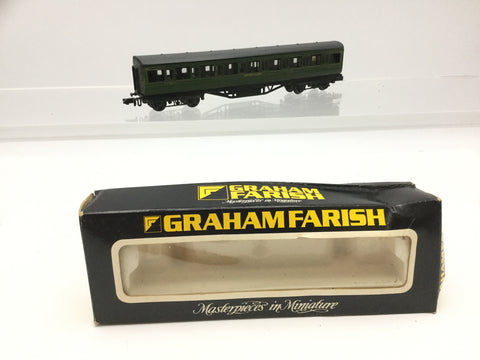 GRAHAM
FARISH
Masterpieces in Miniature
GRAHAM FARISH
Masterpieces in Miniature